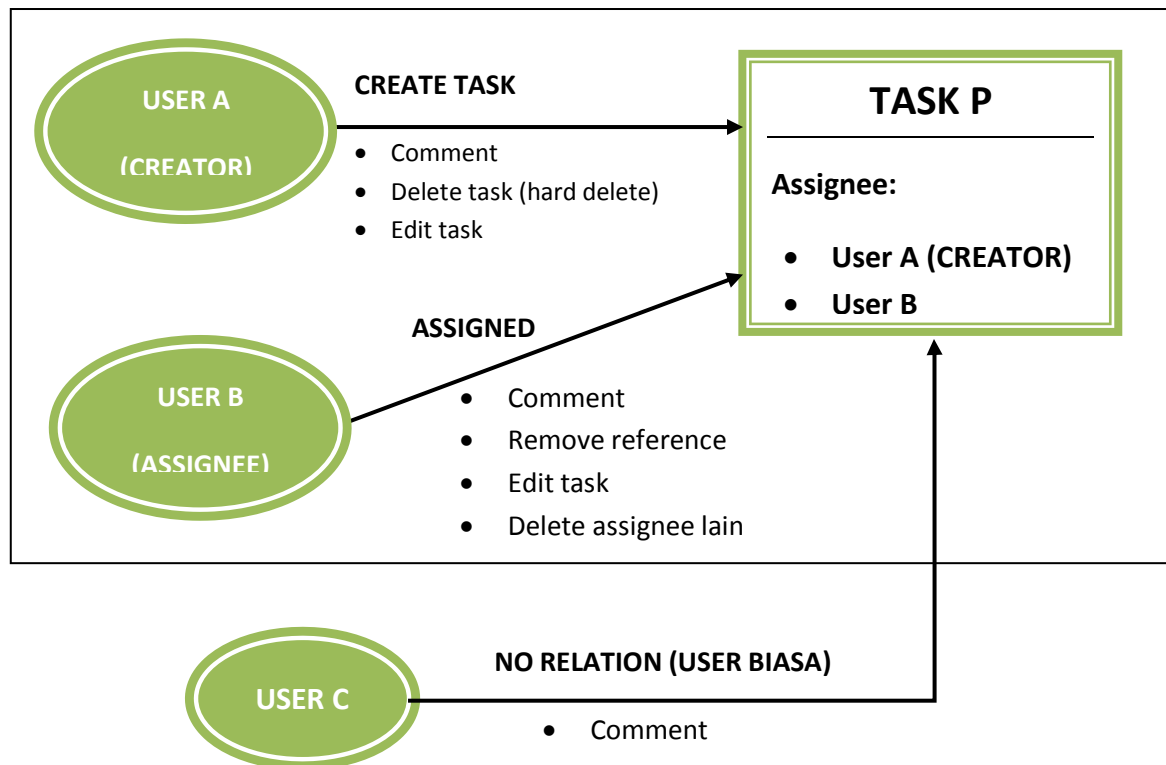 USER A
(CREATOR)
CREATE TASK
• Comment
• Delete task (hard delete)
• Edit task
TASK P
Assignee:
• User A (CREATOR)
• User B
USER B
(ASSIGNEE)
ASSIGNED
• Comment
• Remove reference
• Edit task
• Delete assignee lain
USER C
NO RELATION (USER BIASA)
• Comment